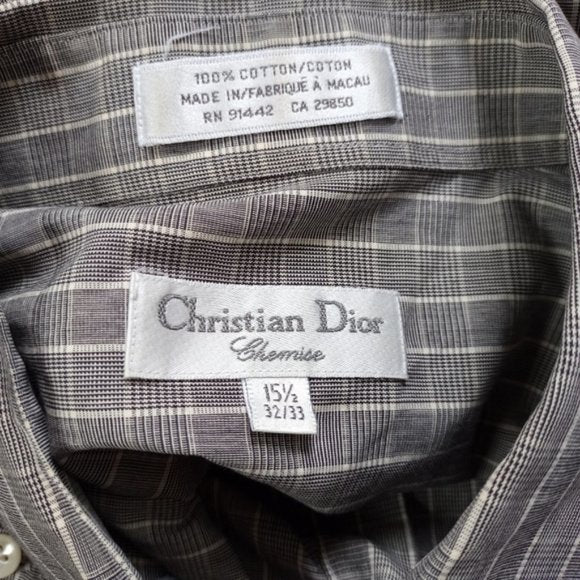 100% COTTON/COTON
MADE IN/FABRIQUÉ À MACAU
RN 91442 CA 29850
Christian Dior
Chemise
15½
32/33